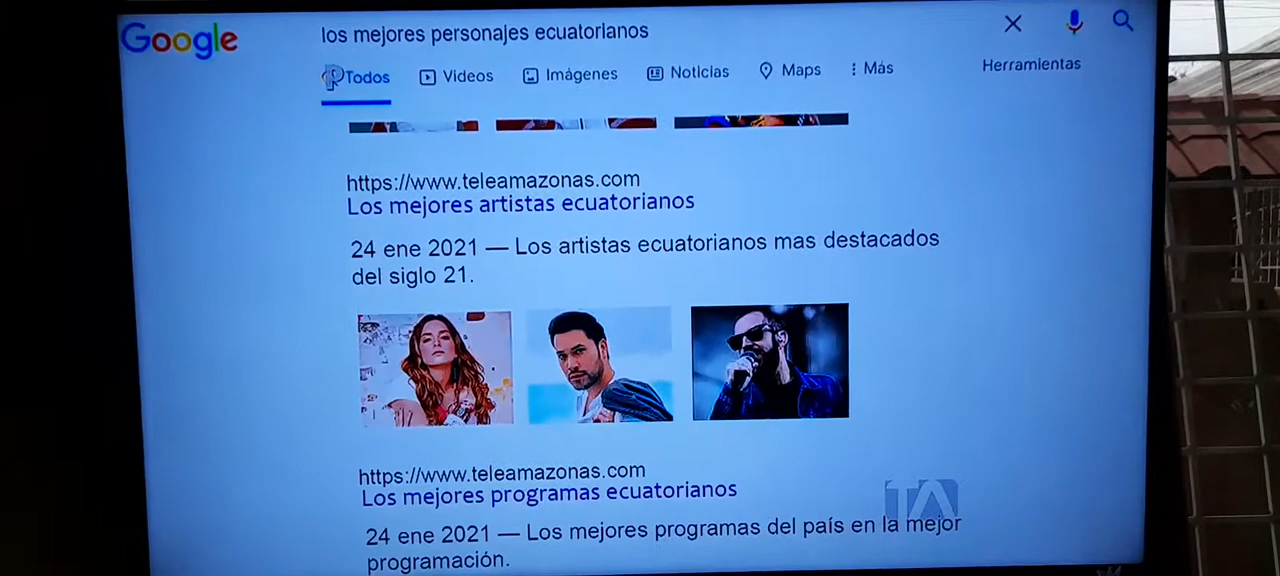 Google
los mejores personajes ecuatorianos
Todos
Videos
Imágenes
Noticias
Maps
Más
Herramientas
https://www.teleamazonas.com
Los mejores artistas ecuatorianos
24 ene 2021 — Los artistas ecuatorianos mas destacados
del siglo 21.
https://www.teleamazonas.com
Los mejores programas ecuatorianos
TA
24 ene 2021 — Los mejores programas del país en la mejor
programación.